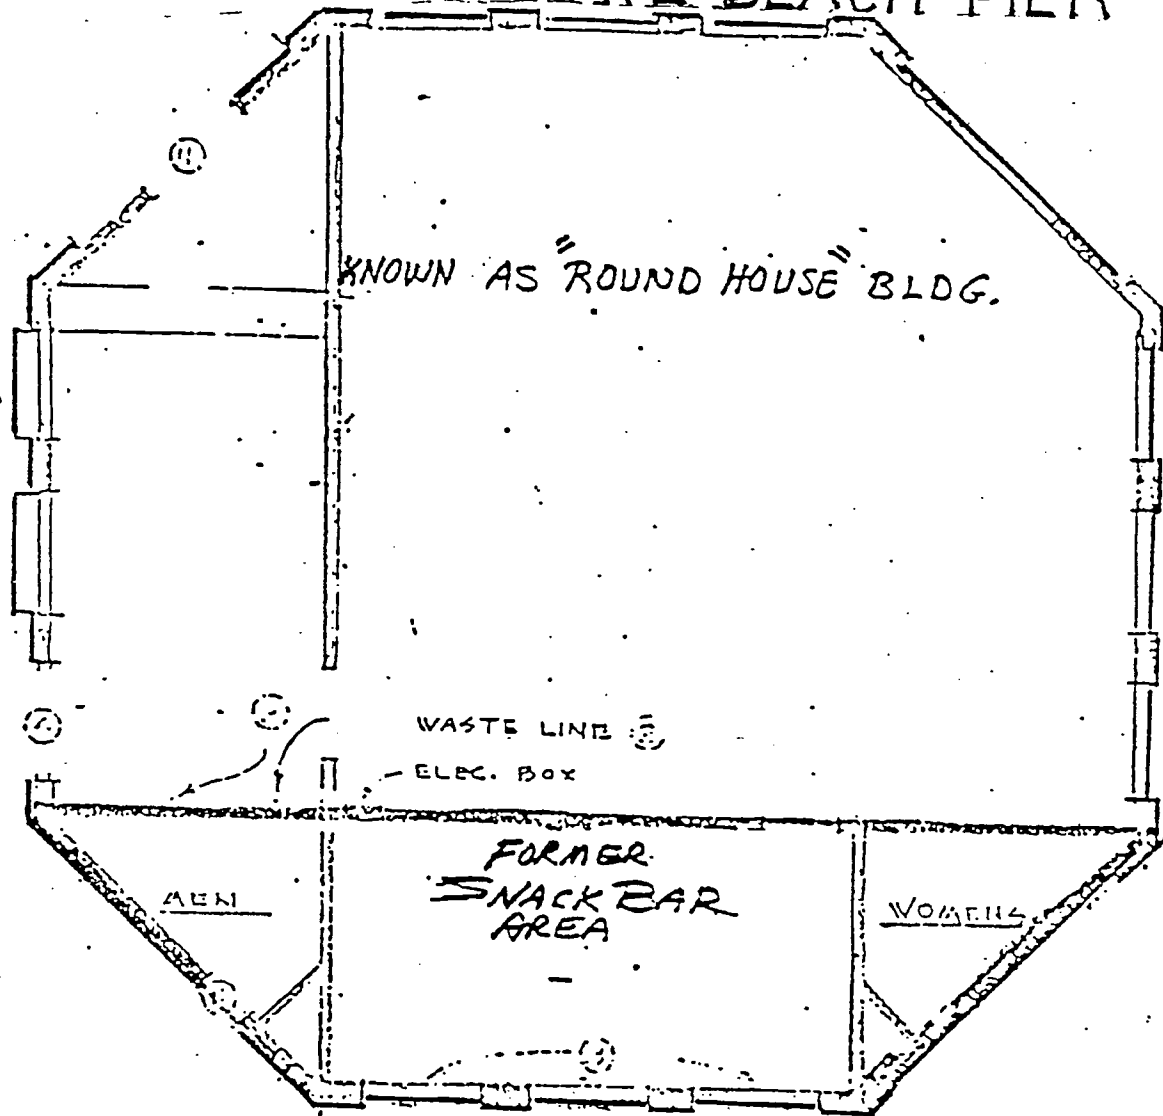 BEACH PIER
KNOWN AS "ROUND HOUSE" BLDG.
WASTE LINE
ELEC. BOX
FORMER
SNACK BAR
AREA
MEN
WOMENS